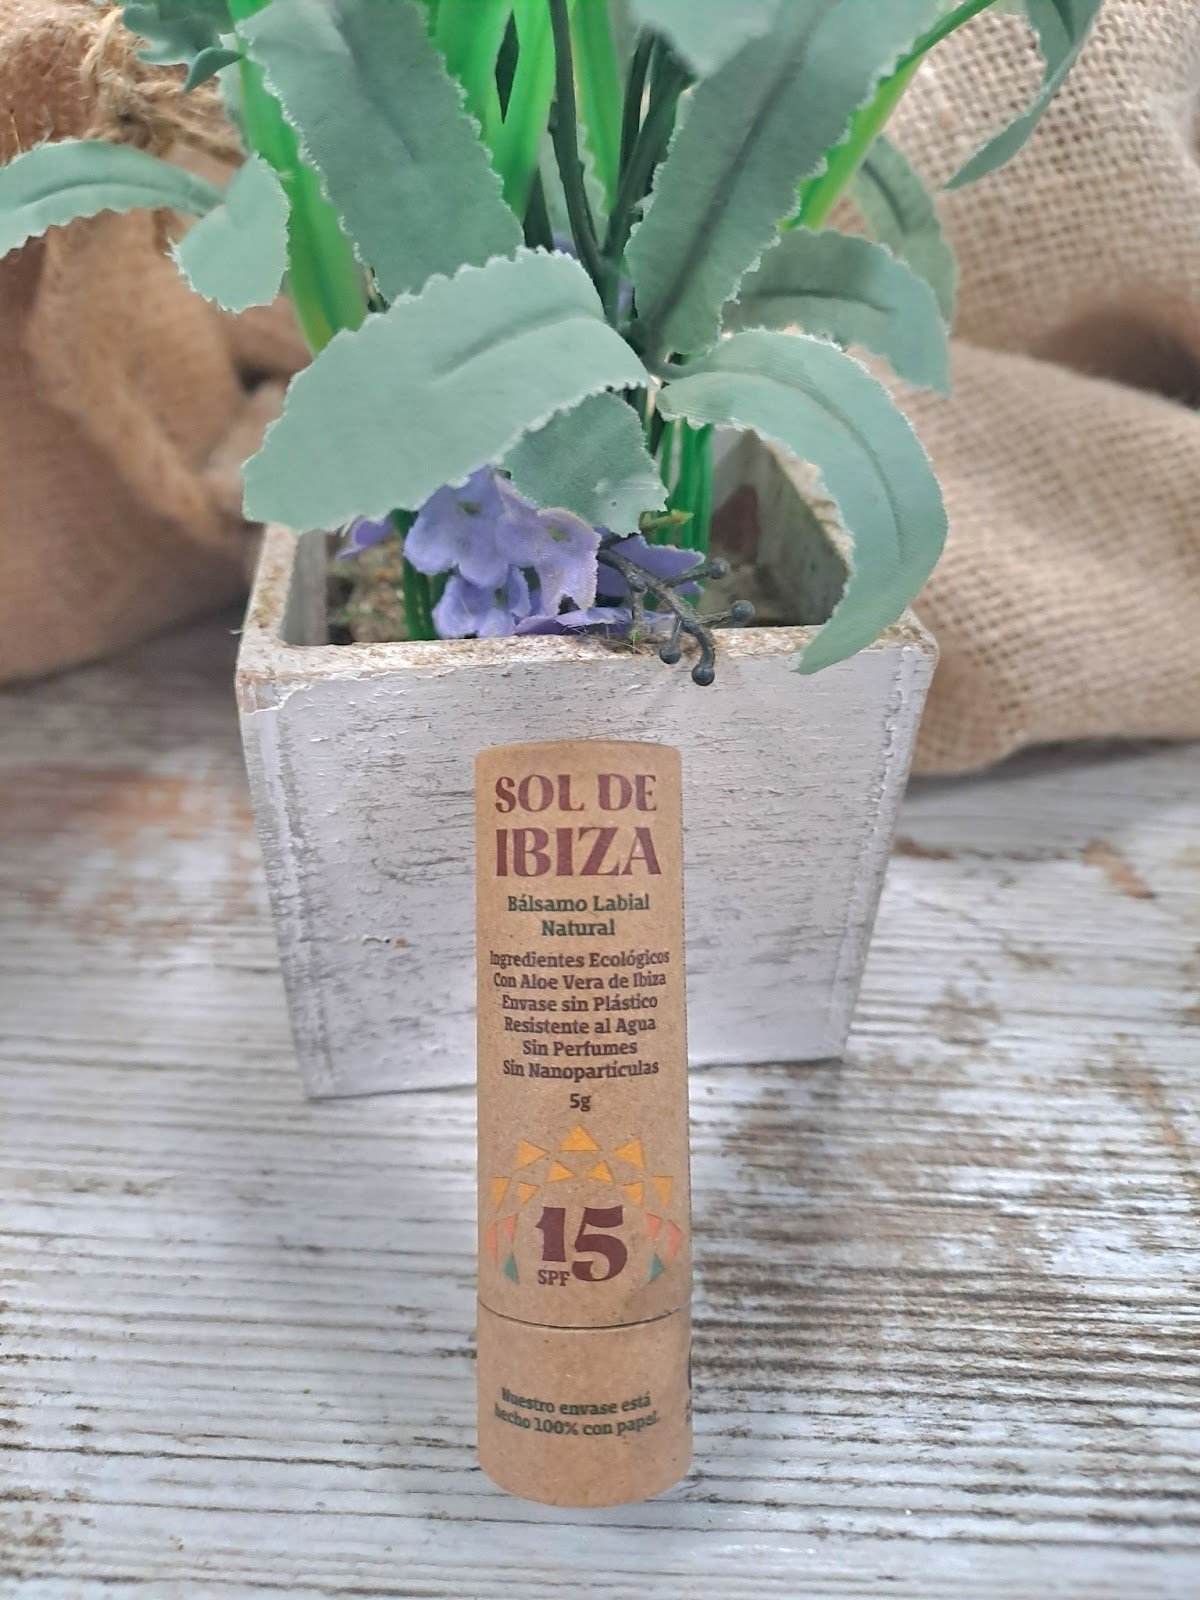 SOL DE
IBIZA
Bálsamo Labial
Natural
Ingredientes Ecológicos
Con Aloe Vera de Ibiza
Envase sin Plástico
Resistente al Agua
Sin Perfumes
Sin Nanopartículas
5g
15
SPF
Nuestro envase está
hecho 100% con papel.